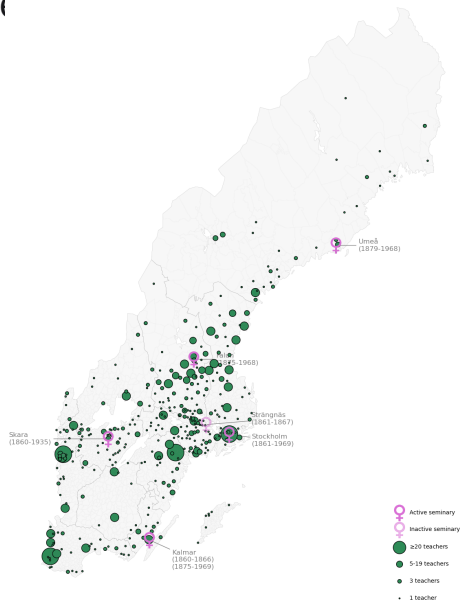 Umeå
(1879-1968)
(1875-1968)
Strängnäs
(1861-1867)
Skara
(1860-1935)
Stockholm
(1861-1969)
Kalmar
(1860-1866)
(1875-1969)
Active seminary
Inactive seminary
≥20 teachers
5-19 teachers
3 teachers
1 teacher